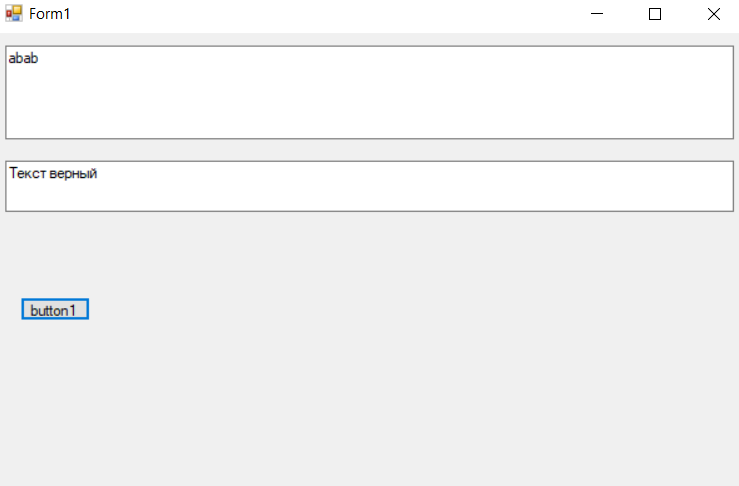 Form1
abab
Текст верный
button1